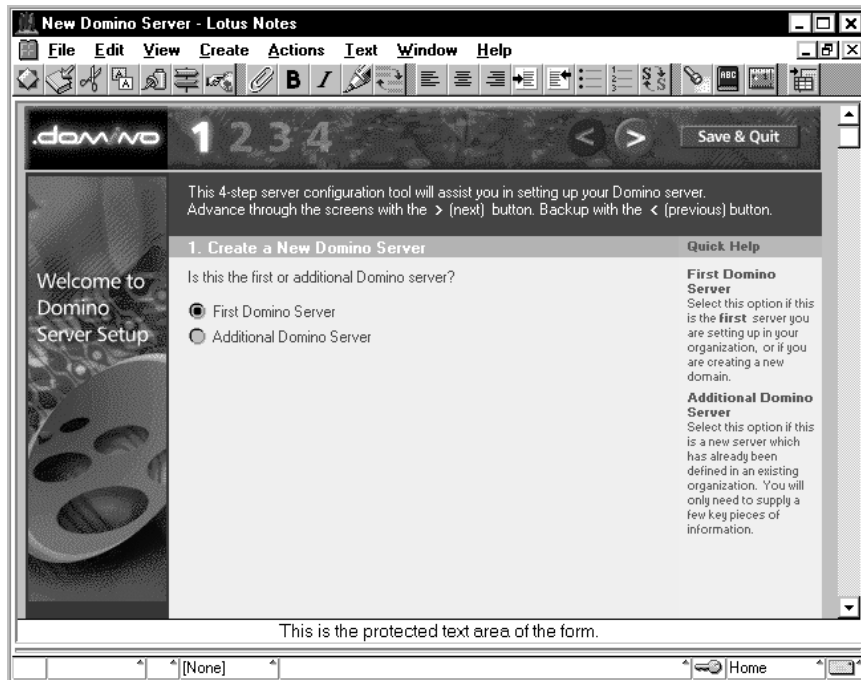 New Domino Server - Lotus Notes
File Edit View Create Actions Text Window Help
B I ABC
.domino 1 2 3 4 < > Save & Quit
This 4-step server configuration tool will assist you in setting up your Domino server.
Advance through the screens with the > (next) button. Backup with the < (previous) button.
Welcome to
Domino
Server Setup
1. Create a New Domino Server
Is this the first or additional Domino server?
First Domino Server
Additional Domino Server
Quick Help
First Domino
Server
Select this option if this
is the first server you
are setting up in your
organization, or if you
are creating a new
domain.
Additional Domino
Server
Select this option if this
is a new server which
has already been
defined in an existing
organization. You will
only need to supply a
few key pieces of
information.
This is the protected text area of the form.
[None] Home